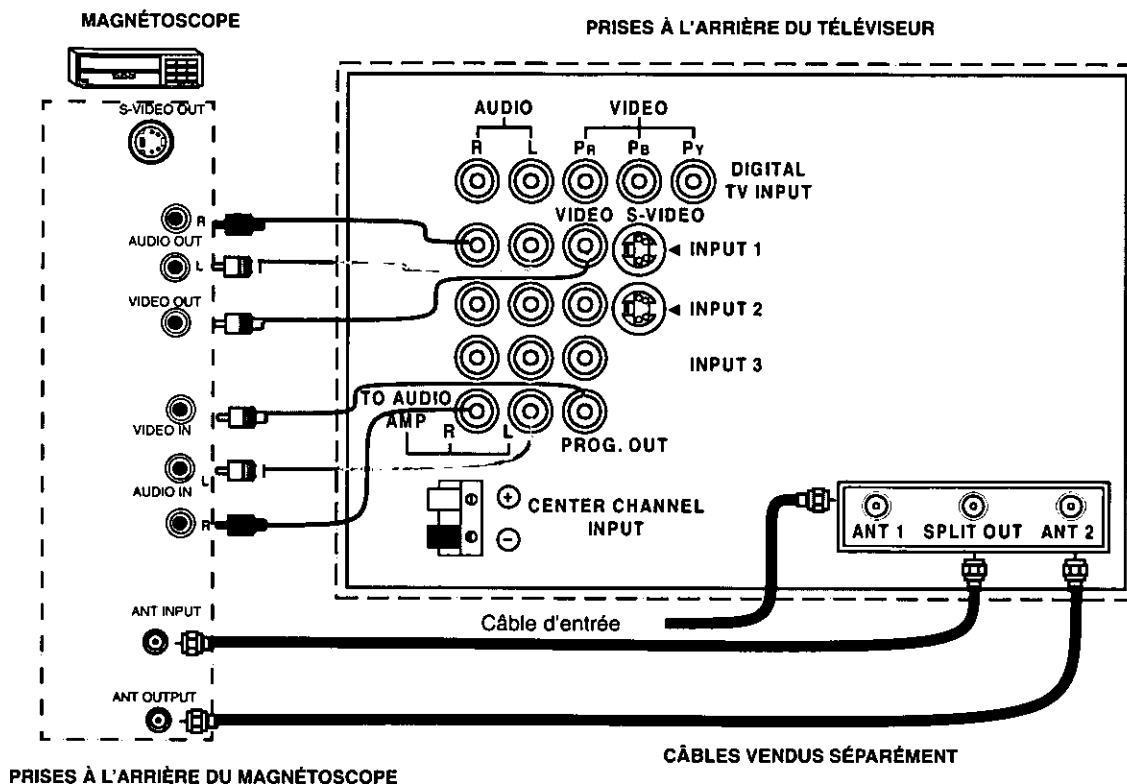 MAGNÉTOSCOPE
PRISES À L'ARRIÈRE DU TÉLÉVISEUR
S-VIDEO OUT
AUDIO VIDEO
R L PR PB PY
DIGITAL
TV INPUT
VIDEO S-VIDEO
R
AUDIO OUT
L
INPUT 1
VIDEO OUT
INPUT 2
INPUT 3
TO AUDIO
AMP
R L
PROG. OUT
VIDEO IN
L
AUDIO IN
R
+
CENTER CHANNEL
INPUT
−
ANT 1 SPLIT OUT ANT 2
ANT INPUT
Câble d'entrée
ANT OUTPUT
CÂBLES VENDUS SÉPARÉMENT
PRISES À L'ARRIÈRE DU MAGNÉTOSCOPE